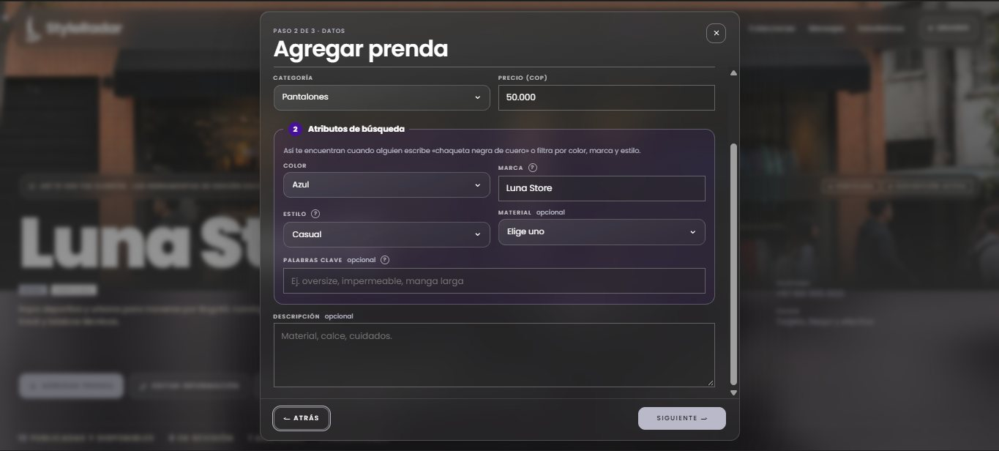 StyleRadar
PASO 2 DE 3 - DATOS
Agregar prenda
CATEGORÍA
PRECIO (COP)
Pantalones
50.000
2 Atributos de búsqueda
Así te encuentran cuando alguien escribe «chaqueta negra de cuero» o filtra por color, marca y estilo.
COLOR
MARCA ?
Azul
Luna Store
ESTILO ?
MATERIAL opcional
Casual
Elige uno
PALABRAS CLAVE opcional ?
Ej. oversize, impermeable, manga larga
DESCRIPCIÓN opcional
Material, calce, cuidados.
← ATRÁS
SIGUIENTE →
Luna St